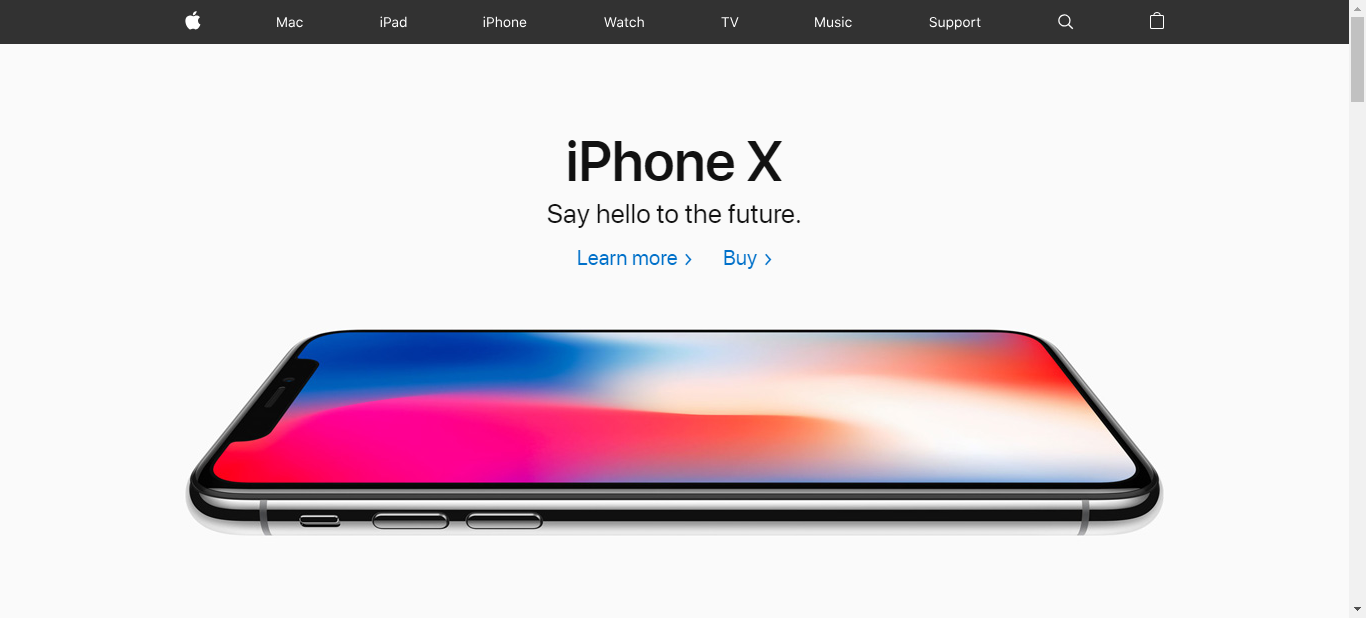 Mac iPad iPhone Watch TV Music Support
iPhone X
Say hello to the future.
Learn more > Buy >